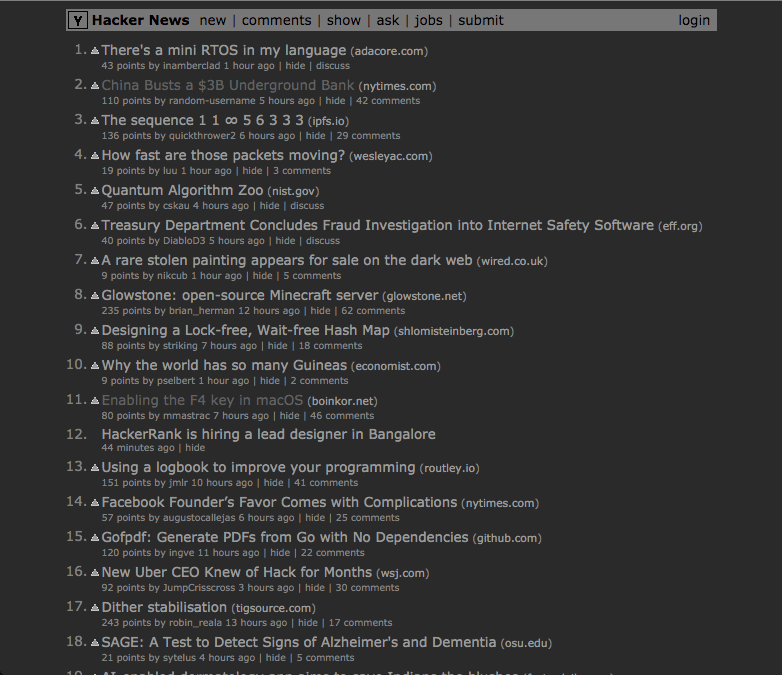 Y Hacker News new | comments | show | ask | jobs | submit login
1. There's a mini RTOS in my language (adacore.com)
43 points by inamberclad 1 hour ago | hide | discuss
2. China Busts a $3B Underground Bank (nytimes.com)
110 points by random-username 5 hours ago | hide | 42 comments
3. The sequence 1 1 ∞ 5 6 3 3 3 (ipfs.io)
136 points by quickthrower2 6 hours ago | hide | 29 comments
4. How fast are those packets moving? (wesleyac.com)
19 points by luu 1 hour ago | hide | 3 comments
5. Quantum Algorithm Zoo (nist.gov)
47 points by cskau 4 hours ago | hide | discuss
6. Treasury Department Concludes Fraud Investigation into Internet Safety Software (eff.org)
40 points by DiabloD3 5 hours ago | hide | discuss
7. A rare stolen painting appears for sale on the dark web (wired.co.uk)
9 points by nikcub 1 hour ago | hide | 5 comments
8. Glowstone: open-source Minecraft server (glowstone.net)
235 points by brian_herman 12 hours ago | hide | 62 comments
9. Designing a Lock-free, Wait-free Hash Map (shlomisteinberg.com)
88 points by striking 7 hours ago | hide | 18 comments
10. Why the world has so many Guineas (economist.com)
9 points by pselbert 1 hour ago | hide | 2 comments
11. Enabling the F4 key in macOS (boinkor.net)
80 points by mmastrac 7 hours ago | hide | 46 comments
12. HackerRank is hiring a lead designer in Bangalore
44 minutes ago | hide
13. Using a logbook to improve your programming (routley.io)
151 points by jmlr 10 hours ago | hide | 41 comments
14. Facebook Founder’s Favor Comes with Complications (nytimes.com)
57 points by augustocallejas 6 hours ago | hide | 25 comments
15. Gofpdf: Generate PDFs from Go with No Dependencies (github.com)
120 points by ingve 11 hours ago | hide | 22 comments
16. New Uber CEO Knew of Hack for Months (wsj.com)
92 points by JumpCrisscross 3 hours ago | hide | 30 comments
17. Dither stabilisation (tigsource.com)
243 points by robin_reala 13 hours ago | hide | 17 comments
18. SAGE: A Test to Detect Signs of Alzheimer's and Dementia (osu.edu)
21 points by sytelus 4 hours ago | hide | 5 comments